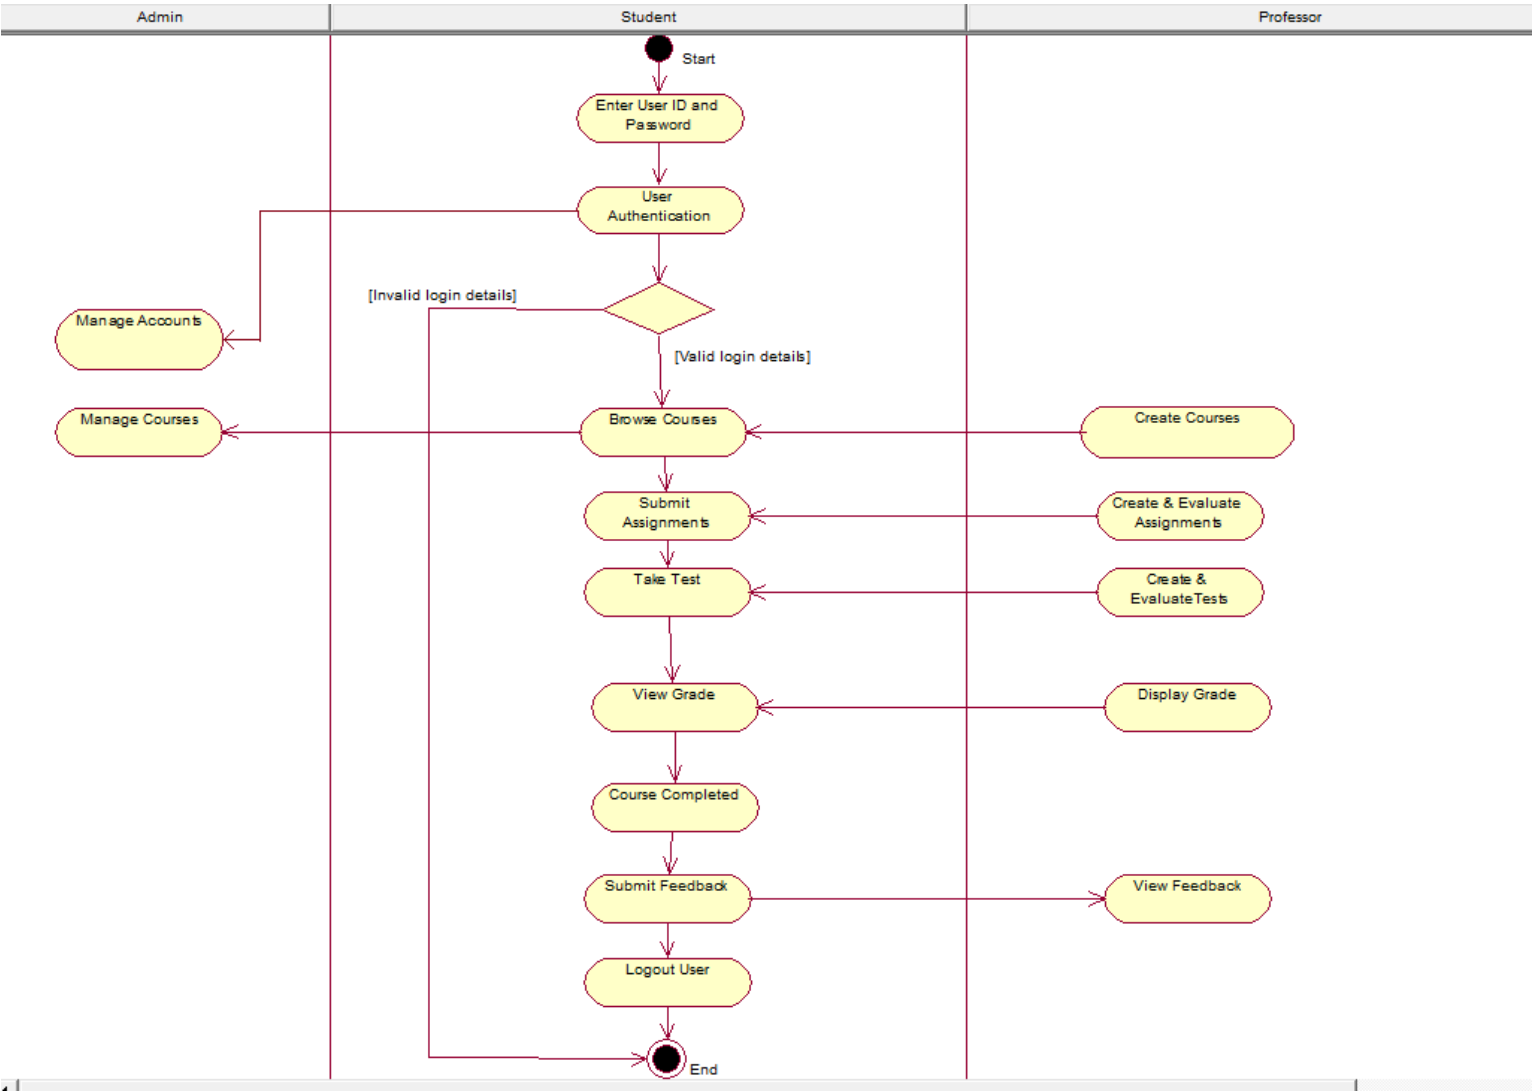 Admin
Student
Professor
Start
Enter User ID and
Password
User
Authentication
[Invalid login details]
Manage Accounts
[Valid login details]
Manage Courses
Browse Courses
Create Courses
Submit
Assignments
Create & Evaluate
Assignments
Take Test
Create &
EvaluateTests
View Grade
Display Grade
Course Completed
Submit Feedback
View Feedback
Logout User
End